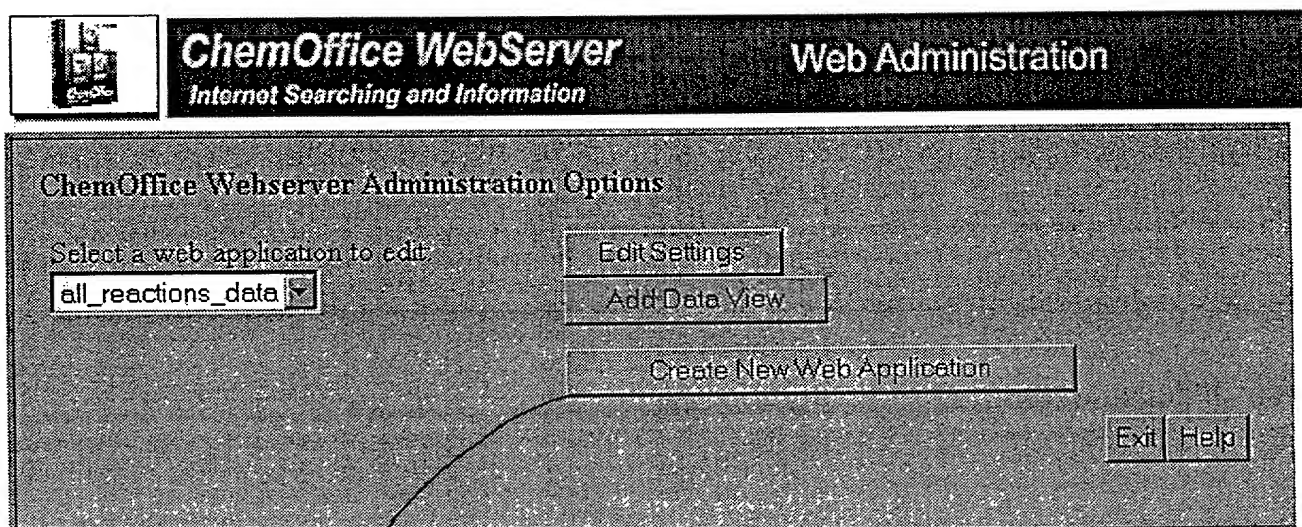 ChemOffice WebServer
Internet Searching and Information
Web Administration
ChemOffice Webserver Administration Options
Select a web application to edit:
all_reactions_data
Edit Settings
Add Data View
Create New Web Application
Exit
Help